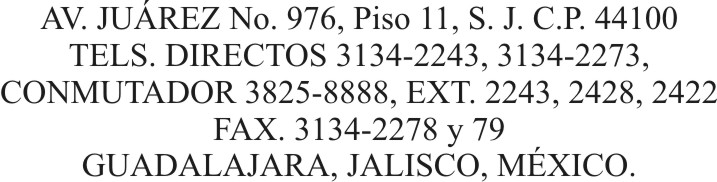 AV. JUÁREZ No. 976, Piso 11, S. J. C.P. 44100
TELS. DIRECTOS 3134-2243, 3134-2273,
CONMUTADOR 3825-8888, EXT. 2243, 2428, 2422
FAX. 3134-2278 y 79
GUADALAJARA, JALISCO, MÉXICO.